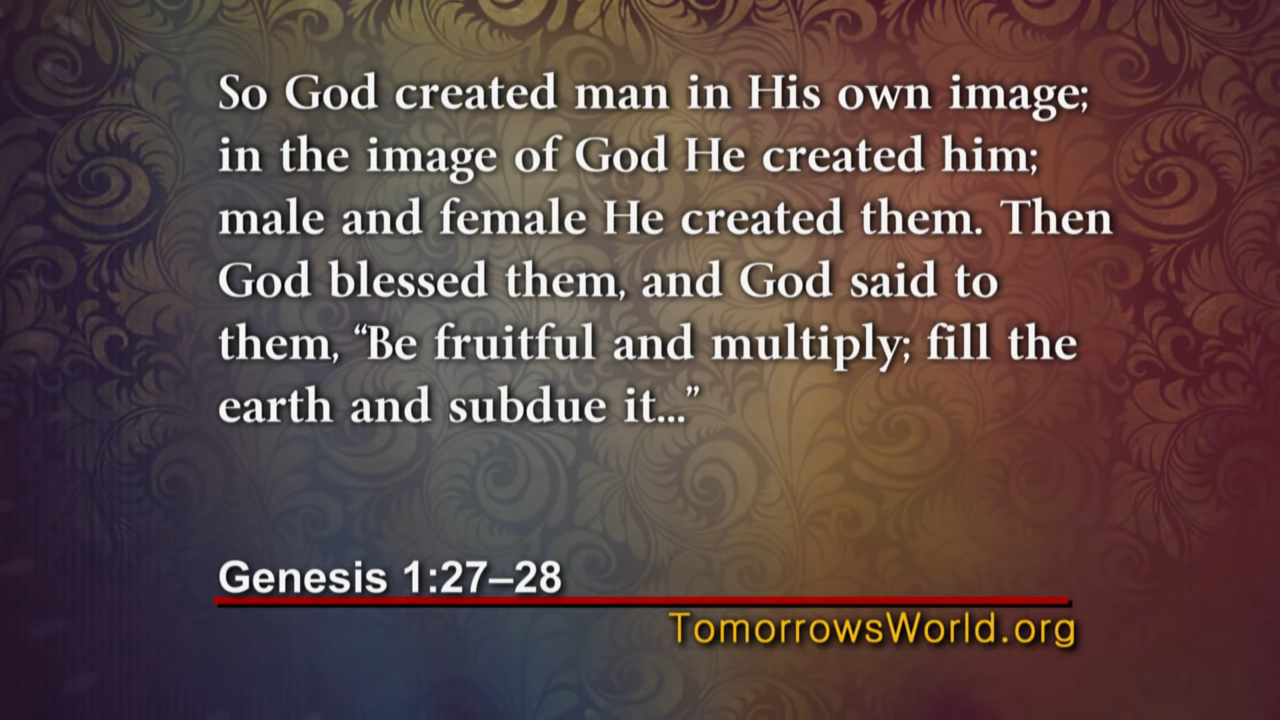 So God created man in His own image;
in the image of God He created him;
male and female He created them. Then
God blessed them, and God said to
them, “Be fruitful and multiply; fill the
earth and subdue it...”
Genesis 1:27–28
TomorrowsWorld.org